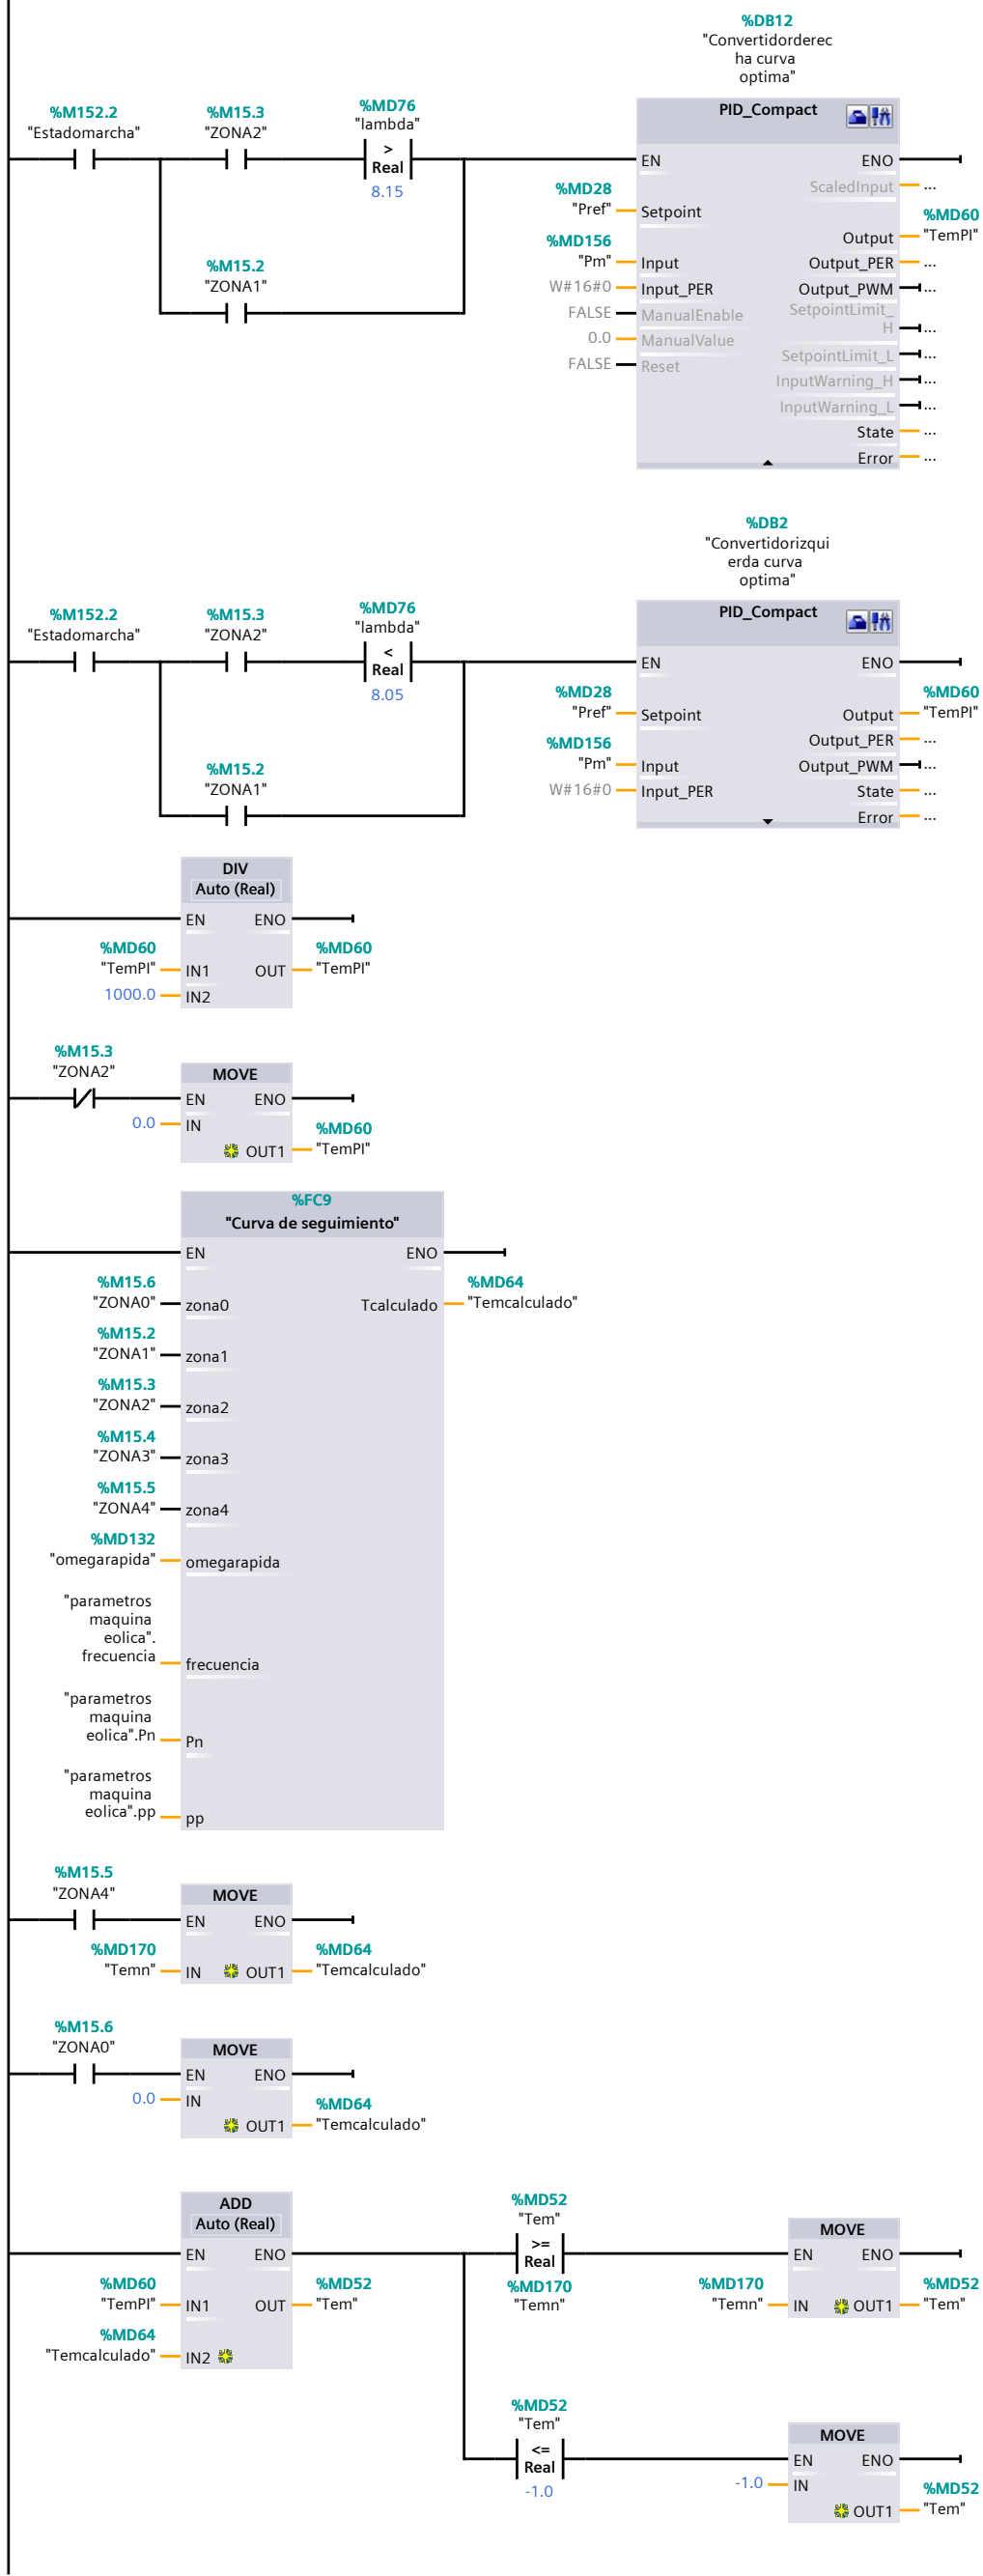 %DB12
"Convertidorderec
ha curva
optima"
%M152.2
"Estadomarcha"
%M15.3
"ZONA2"
%MD76
"lambda"
>
Real
8.15
%M15.2
"ZONA1"
PID_Compact
EN
ENO
ScaledInput
...
%MD28
"Pref"
Setpoint
%MD60
Output
"TemPI"
%MD156
"Pm"
Input
Output_PER
...
W#16#0
Input_PER
Output_PWM
...
FALSE
ManualEnable
SetpointLimit_
H
...
0.0
ManualValue
SetpointLimit_L
...
FALSE
Reset
InputWarning_H
...
InputWarning_L
...
State
...
Error
...
%DB2
"Convertidorizqui
erda curva
optima"
%M152.2
"Estadomarcha"
%M15.3
"ZONA2"
%MD76
"lambda"
<
Real
8.05
%M15.2
"ZONA1"
PID_Compact
EN
ENO
%MD28
"Pref"
Setpoint
%MD60
Output
"TemPI"
Output_PER
...
%MD156
"Pm"
Input
Output_PWM
...
W#16#0
Input_PER
State
...
Error
...
DIV
Auto (Real)
EN
ENO
%MD60
"TemPI"
IN1
OUT
%MD60
"TemPI"
1000.0
IN2
%M15.3
"ZONA2"
MOVE
EN
ENO
0.0
IN
OUT1
%MD60
"TemPI"
%FC9
"Curva de seguimiento"
EN
ENO
%M15.6
"ZONA0"
zona0
Tcalculado
%MD64
"Temcalculado"
%M15.2
"ZONA1"
zona1
%M15.3
"ZONA2"
zona2
%M15.4
"ZONA3"
zona3
%M15.5
"ZONA4"
zona4
%MD132
"omegarapida"
omegarapida
"parametros
maquina
eolica".
frecuencia
frecuencia
"parametros
maquina
eolica".Pn
Pn
"parametros
maquina
eolica".pp
pp
%M15.5
"ZONA4"
MOVE
EN
ENO
%MD170
"Temn"
IN
OUT1
%MD64
"Temcalculado"
%M15.6
"ZONA0"
MOVE
EN
ENO
0.0
IN
OUT1
%MD64
"Temcalculado"
ADD
Auto (Real)
EN
ENO
%MD60
"TemPI"
IN1
OUT
%MD52
"Tem"
%MD64
"Temcalculado"
IN2
%MD52
"Tem"
>=
Real
%MD170
"Temn"
MOVE
EN
ENO
%MD170
"Temn"
IN
OUT1
%MD52
"Tem"
%MD52
"Tem"
<=
Real
-1.0
MOVE
EN
ENO
-1.0
IN
OUT1
%MD52
"Tem"